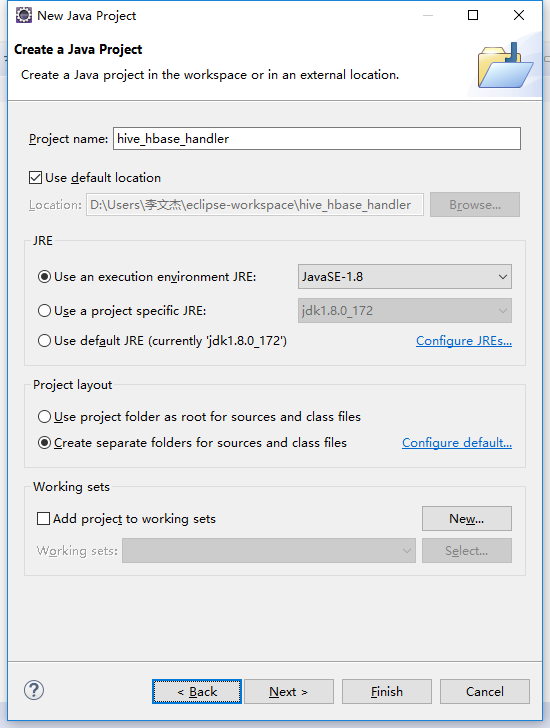 New Java Project
Create a Java Project
Create a Java project in the workspace or in an external location.
Project name: hive_hbase_handler
Use default location
Location: D:\Users\李文杰\eclipse-workspace\hive_hbase_handler Browse...
JRE
Use an execution environment JRE: JavaSE-1.8
Use a project specific JRE: jdk1.8.0_172
Use default JRE (currently 'jdk1.8.0_172') Configure JREs...
Project layout
Use project folder as root for sources and class files
Create separate folders for sources and class files Configure default...
Working sets
Add project to working sets New...
Working sets: Select...
? < Back Next > Finish Cancel